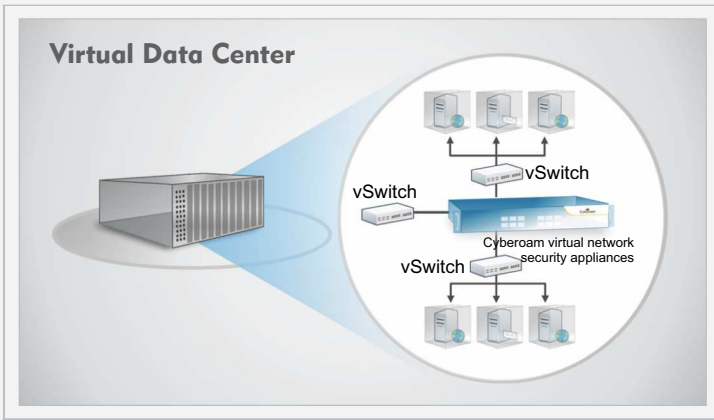 Virtual Data Center
vSwitch
vSwitch
Cyberoam virtual network
security appliances
vSwitch